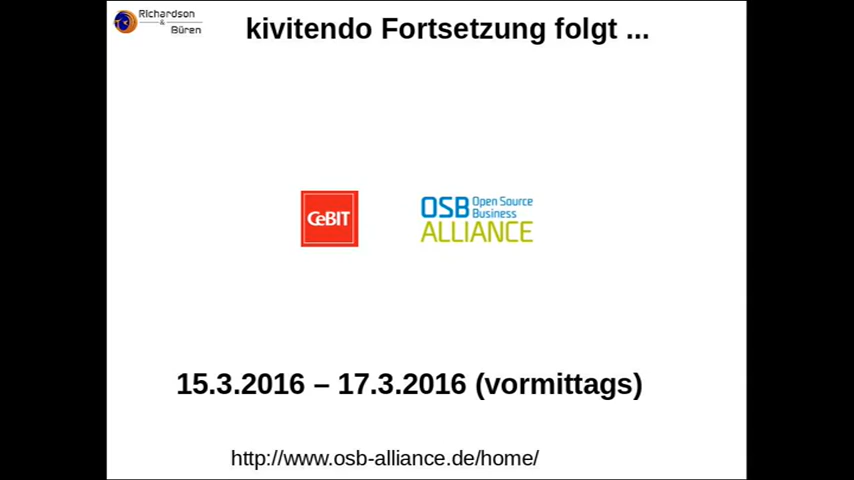 Richardson
&
Büren
kivitendo Fortsetzung folgt ...
CeBIT
OSB Open Source
Business
ALLIANCE
15.3.2016 – 17.3.2016 (vormittags)
http://www.osb-alliance.de/home/